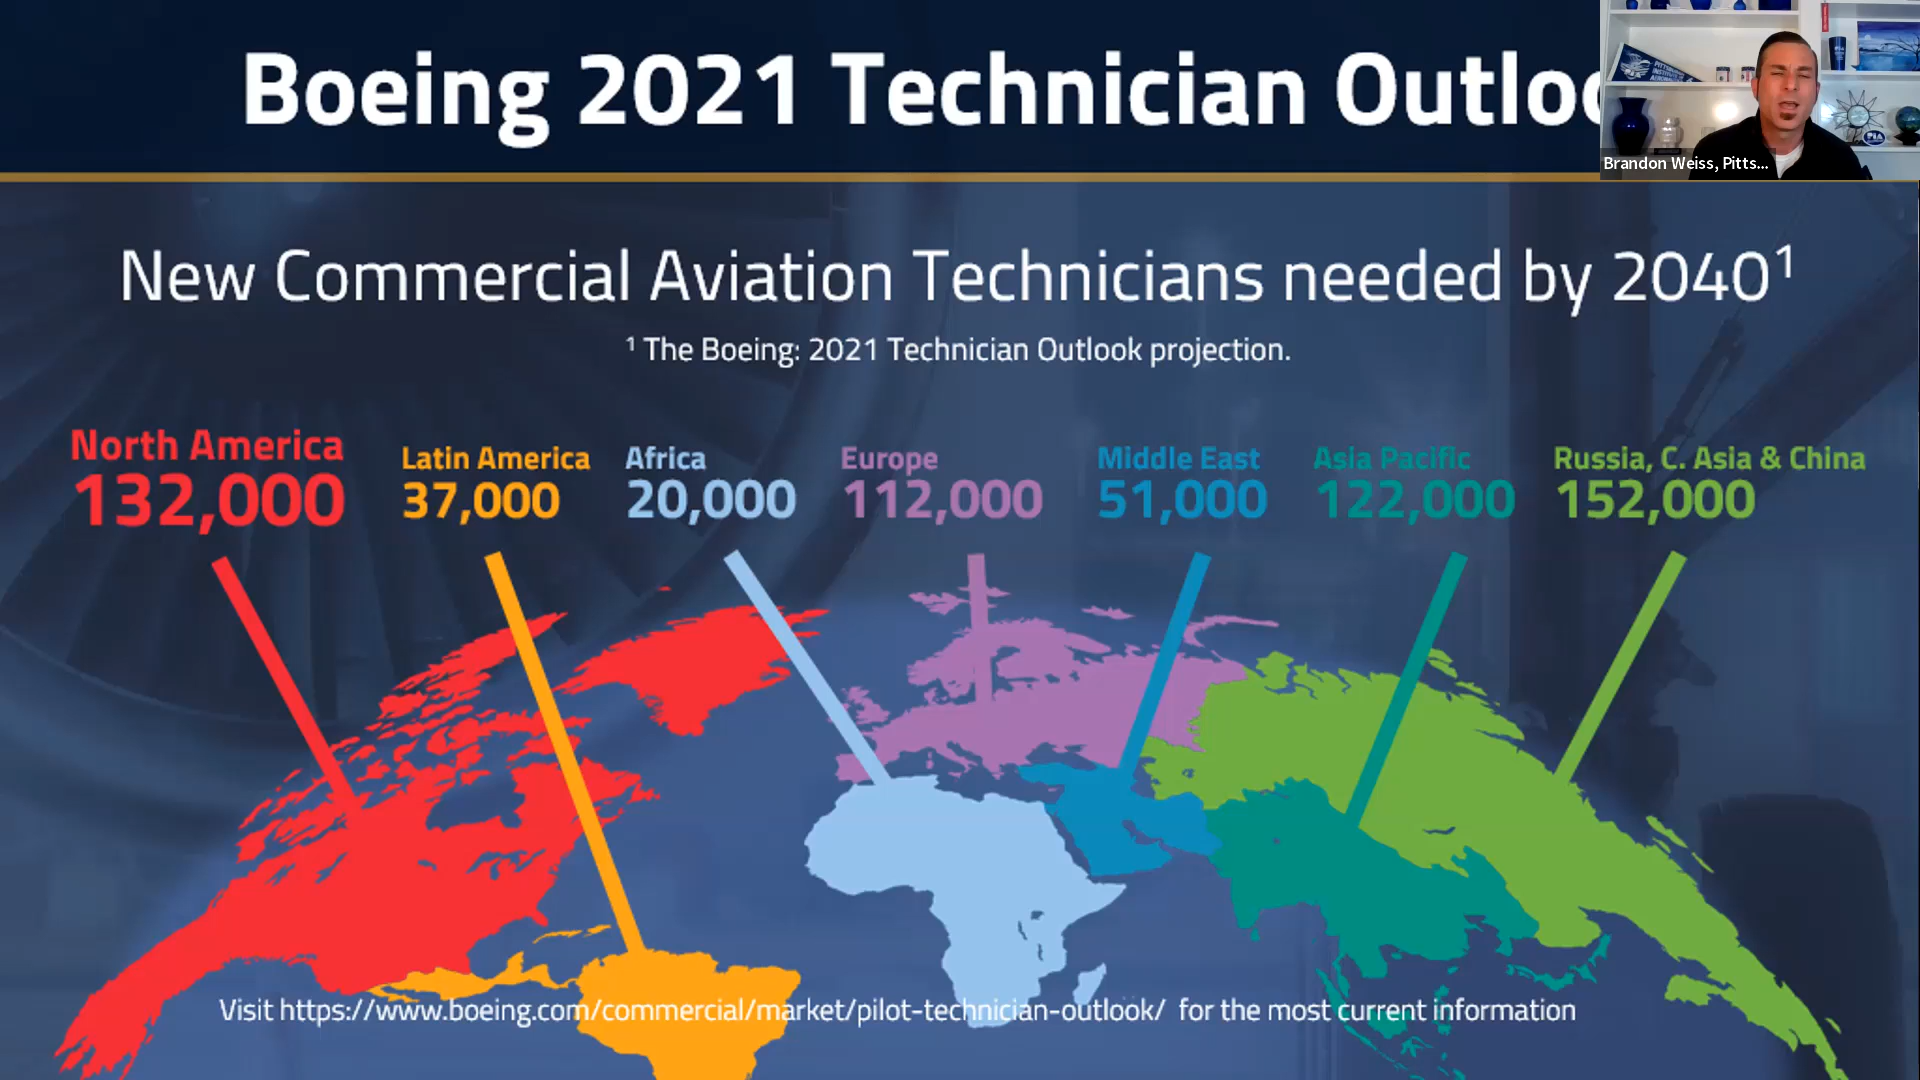 Boeing 2021 Technician Outloo
Brandon Weiss, Pitts...
New Commercial Aviation Technicians needed by 2040¹
¹ The Boeing: 2021 Technician Outlook projection.
North America
132,000
Latin America
37,000
Africa
20,000
Europe
112,000
Middle East
51,000
Asia Pacific
122,000
Russia, C. Asia & China
152,000
Visit https://www.boeing.com/commercial/market/pilot-technician-outlook/ for the most current information